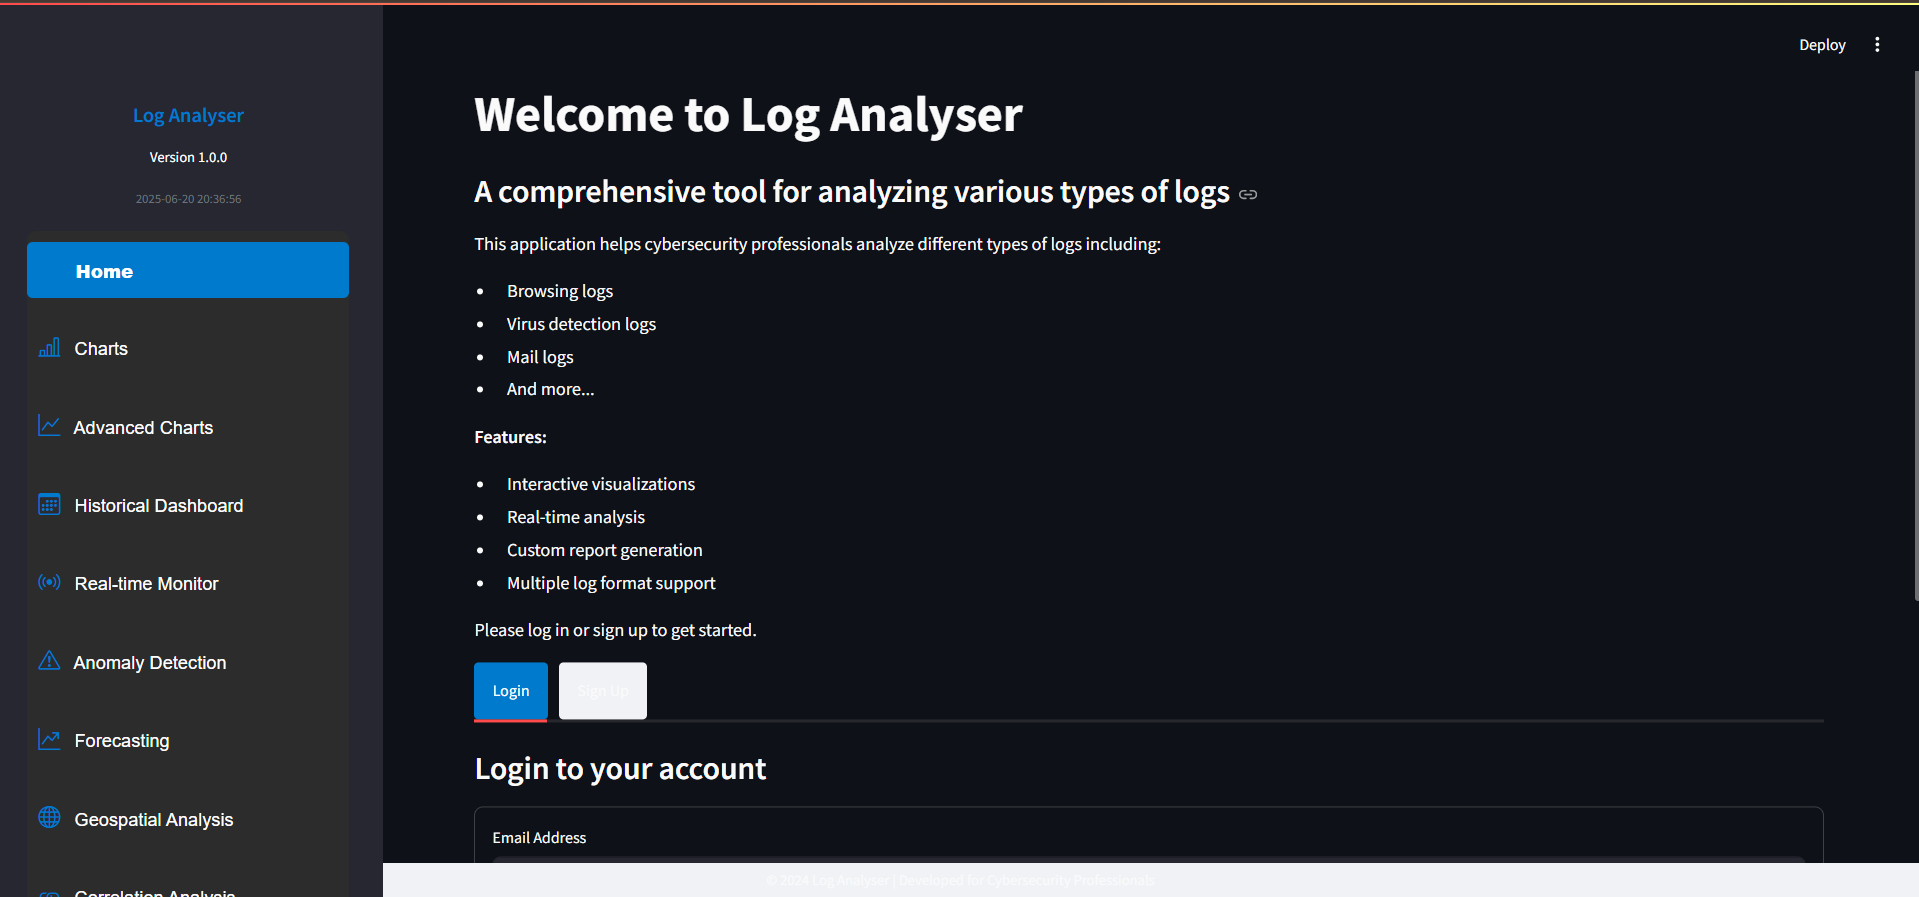 Deploy
Log Analyser
Version 1.0.0
2025-06-20 20:36:56
Home
Charts
Advanced Charts
Historical Dashboard
Real-time Monitor
Anomaly Detection
Forecasting
Geospatial Analysis
Correlation Analysis
Welcome to Log Analyser
A comprehensive tool for analyzing various types of logs
This application helps cybersecurity professionals analyze different types of logs including:
Browsing logs
Virus detection logs
Mail logs
And more...
Features:
Interactive visualizations
Real-time analysis
Custom report generation
Multiple log format support
Please log in or sign up to get started.
Login
Sign Up
Login to your account
Email Address
© 2024 Log Analyser | Developed for Cybersecurity Professionals